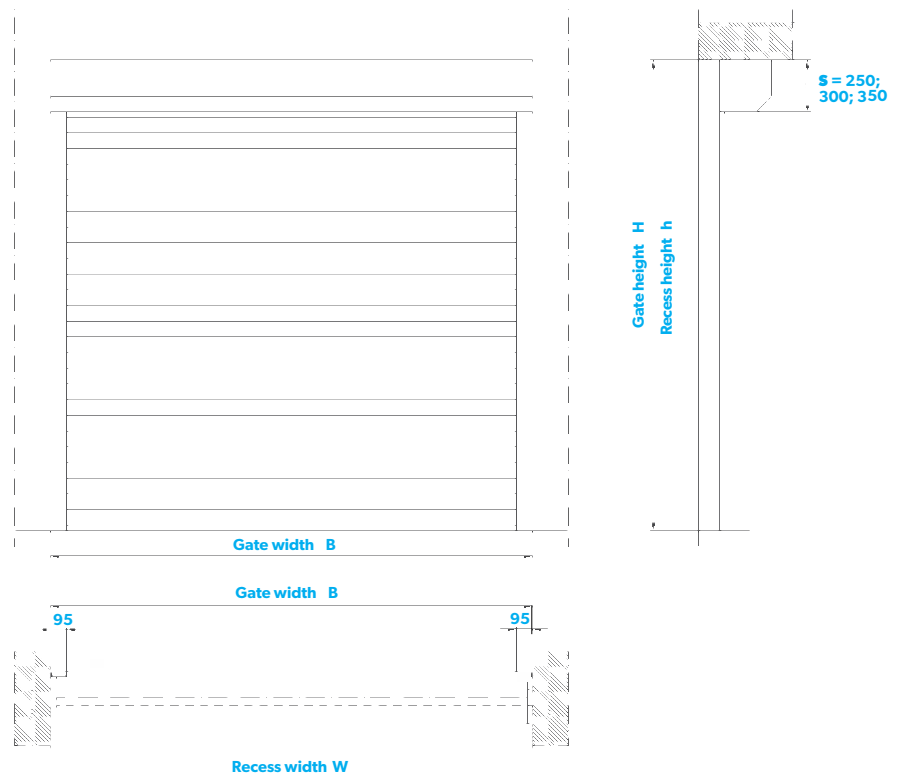 S = 250;
300; 350
Gate height H
Recess height h
Gate width B
Gate width B
95
95
Recess width W